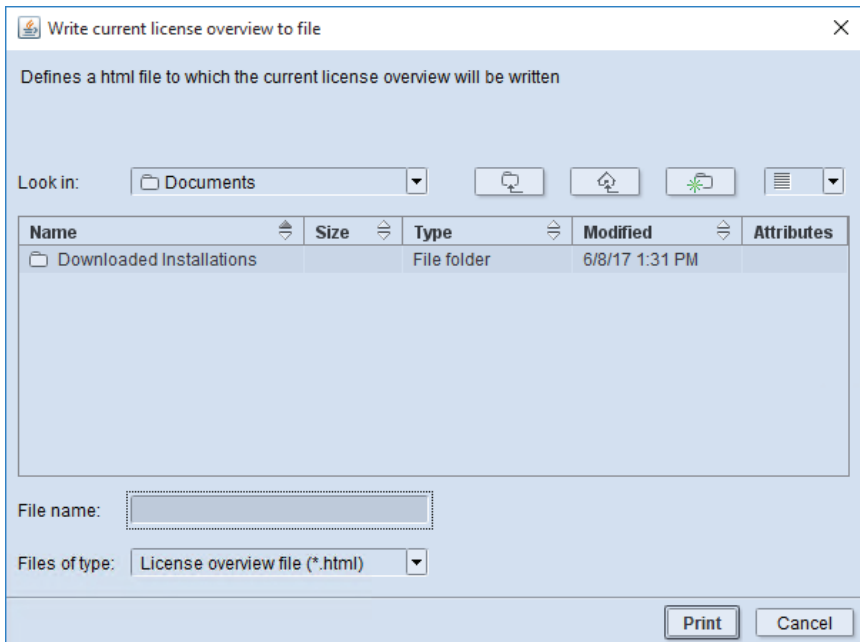 Write current license overview to file
Defines a html file to which the current license overview will be written
Look in: Documents
Name Size Type Modified Attributes
Downloaded Installations File folder 6/8/17 1:31 PM
File name:
Files of type: License overview file (*.html)
Print Cancel